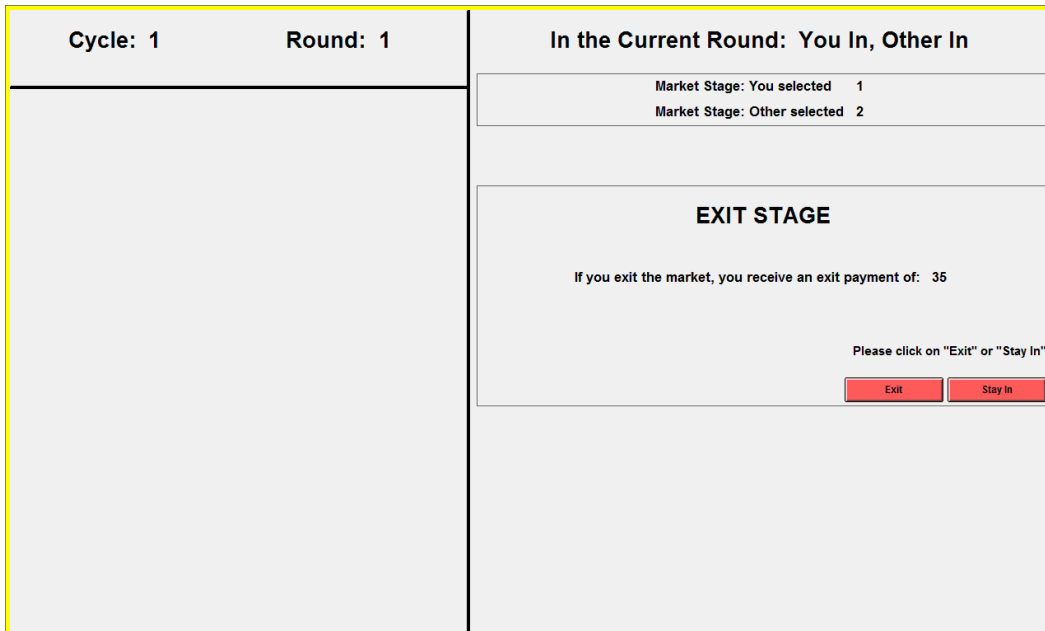 Cycle: 1 Round: 1
In the Current Round: You In, Other In
Market Stage: You selected 1
Market Stage: Other selected 2
EXIT STAGE
If you exit the market, you receive an exit payment of: 35
Please click on "Exit" or "Stay In"
Exit Stay In